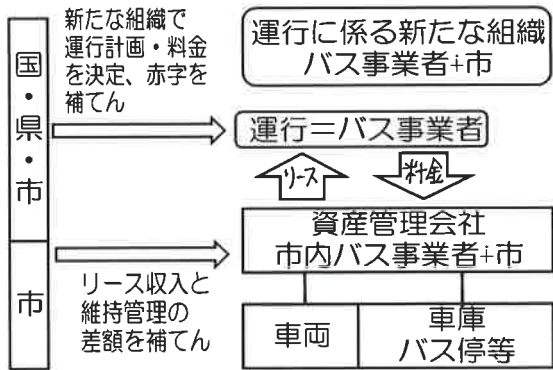 新たな組織で
運行計画・料金
を決定、赤字を
補てん
運行に係る新たな組織
バス事業者+市
国・県・市
運行=バス事業者
リース
料金
資産管理会社
市内バス事業者+市
市
リース収入と
維持管理の
差額を補てん
車両
車庫
バス停等